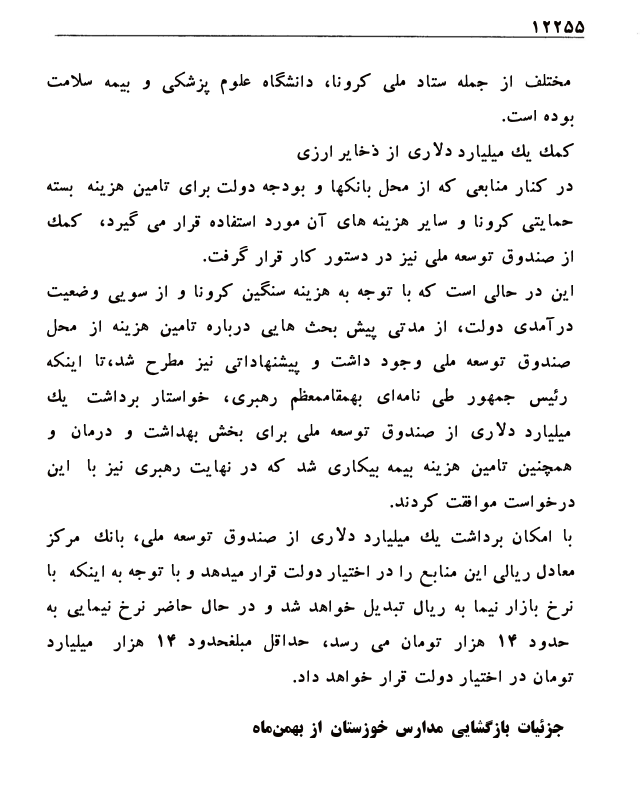 ۱۲۲۵۵
مختلف از جمله ستاد ملی کرونا، دانشگاه علوم پزشکی و بیمه سلامت
بوده است.
کمک یك میلیارد دلاری از ذخایر ارزی
در کنار منابعی که از محل بانکها و بودجه دولت برای تامین هزینه بسته
حمایتی کرونا و سایر هزینه های آن مورد استفاده قرار می گیرد، کمک
از صندوق توسعه ملی نیز در دستور کار قرار گرفت.
این در حالی است که با توجه به هزینه سنگین کرونا و از سویی وضعیت
درآمدی دولت، از مدتی پیش بحث هایی درباره تامین هزینه از محل
صندوق توسعه ملی وجود داشت و پیشنهاداتی نیز مطرح شد،تا اینکه
رئیس جمهور طی نامه‌ای بهمقاممعظم رهبری، خواستار برداشت یك
میلیارد دلاری از صندوق توسعه ملی برای بخش بهداشت و درمان و
همچنین تامین هزینه بیمه بیکاری شد که در نهایت رهبری نیز با این
درخواست موافقت کردند.
با امکان برداشت یك میلیارد دلاری از صندوق توسعه ملی، بانك مرکز
معادل ریالی این منابع را در اختیار دولت قرار میدهد و با توجه به اینکه با
نرخ بازار نیما به ریال تبدیل خواهد شد و در حال حاضر نرخ نیمایی به
حدود ۱۴ هزار تومان می رسد، حداقل مبلغحدود ۱۴ هزار میلیارد
تومان در اختیار دولت قرار خواهد داد.
جزئیات بازگشایی مدارس خوزستان از بهمن‌ماه